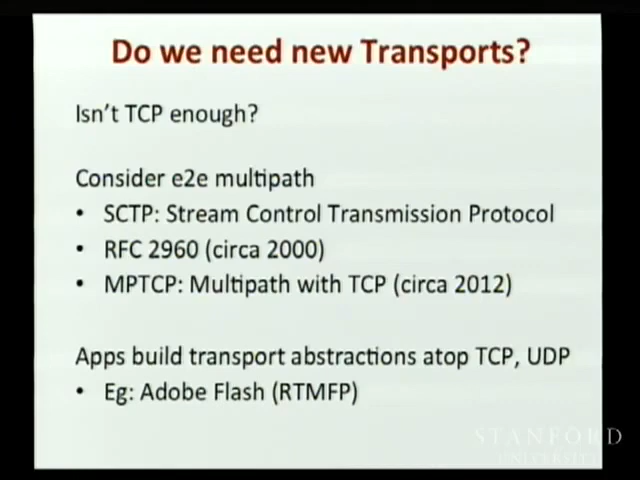 Do we need new Transports?
Isn't TCP enough?
Consider e2e multipath
• SCTP: Stream Control Transmission Protocol
• RFC 2960 (circa 2000)
• MPTCP: Multipath with TCP (circa 2012)
Apps build transport abstractions atop TCP, UDP
• Eg: Adobe Flash (RTMFP)
STANFORD
UNIVERSITY